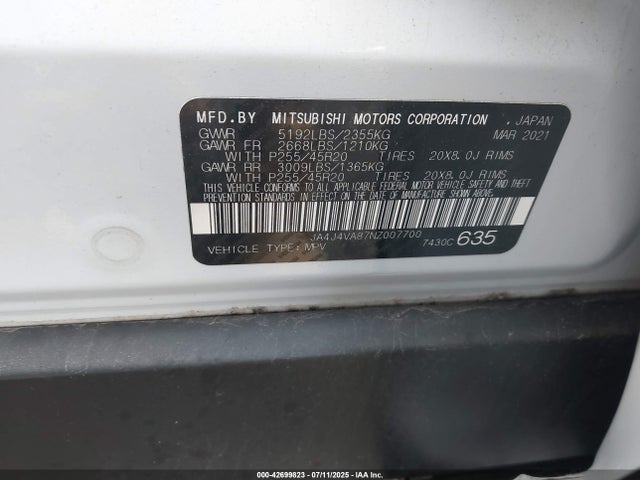 MFD.BY MITSUBISHI MOTORS CORPORATION , JAPAN
GVWR 5192LBS/2355KG MAR 2021
GAWR FR 2668LBS/1210KG
WITH P255/45R20 TIRES 20X8.0J RIMS
GAWR RR 3009LBS/1365KG
WITH P255/45R20 TIRES 20X8.0J RIMS
THIS VEHICLE CONFORMS TO ALL APPLICABLE FEDERAL MOTOR VEHICLE SAFETY AND THEFT
PREVENTION STANDARDS IN EFFECT ON THE DATE OF MANUFACTURE SHOWN ABOVE.
JA4J4VA87NZ007700
VEHICLE TYPE:MPV 7430C 635
000-42699823 - 07/11/2025 - IAA Inc.